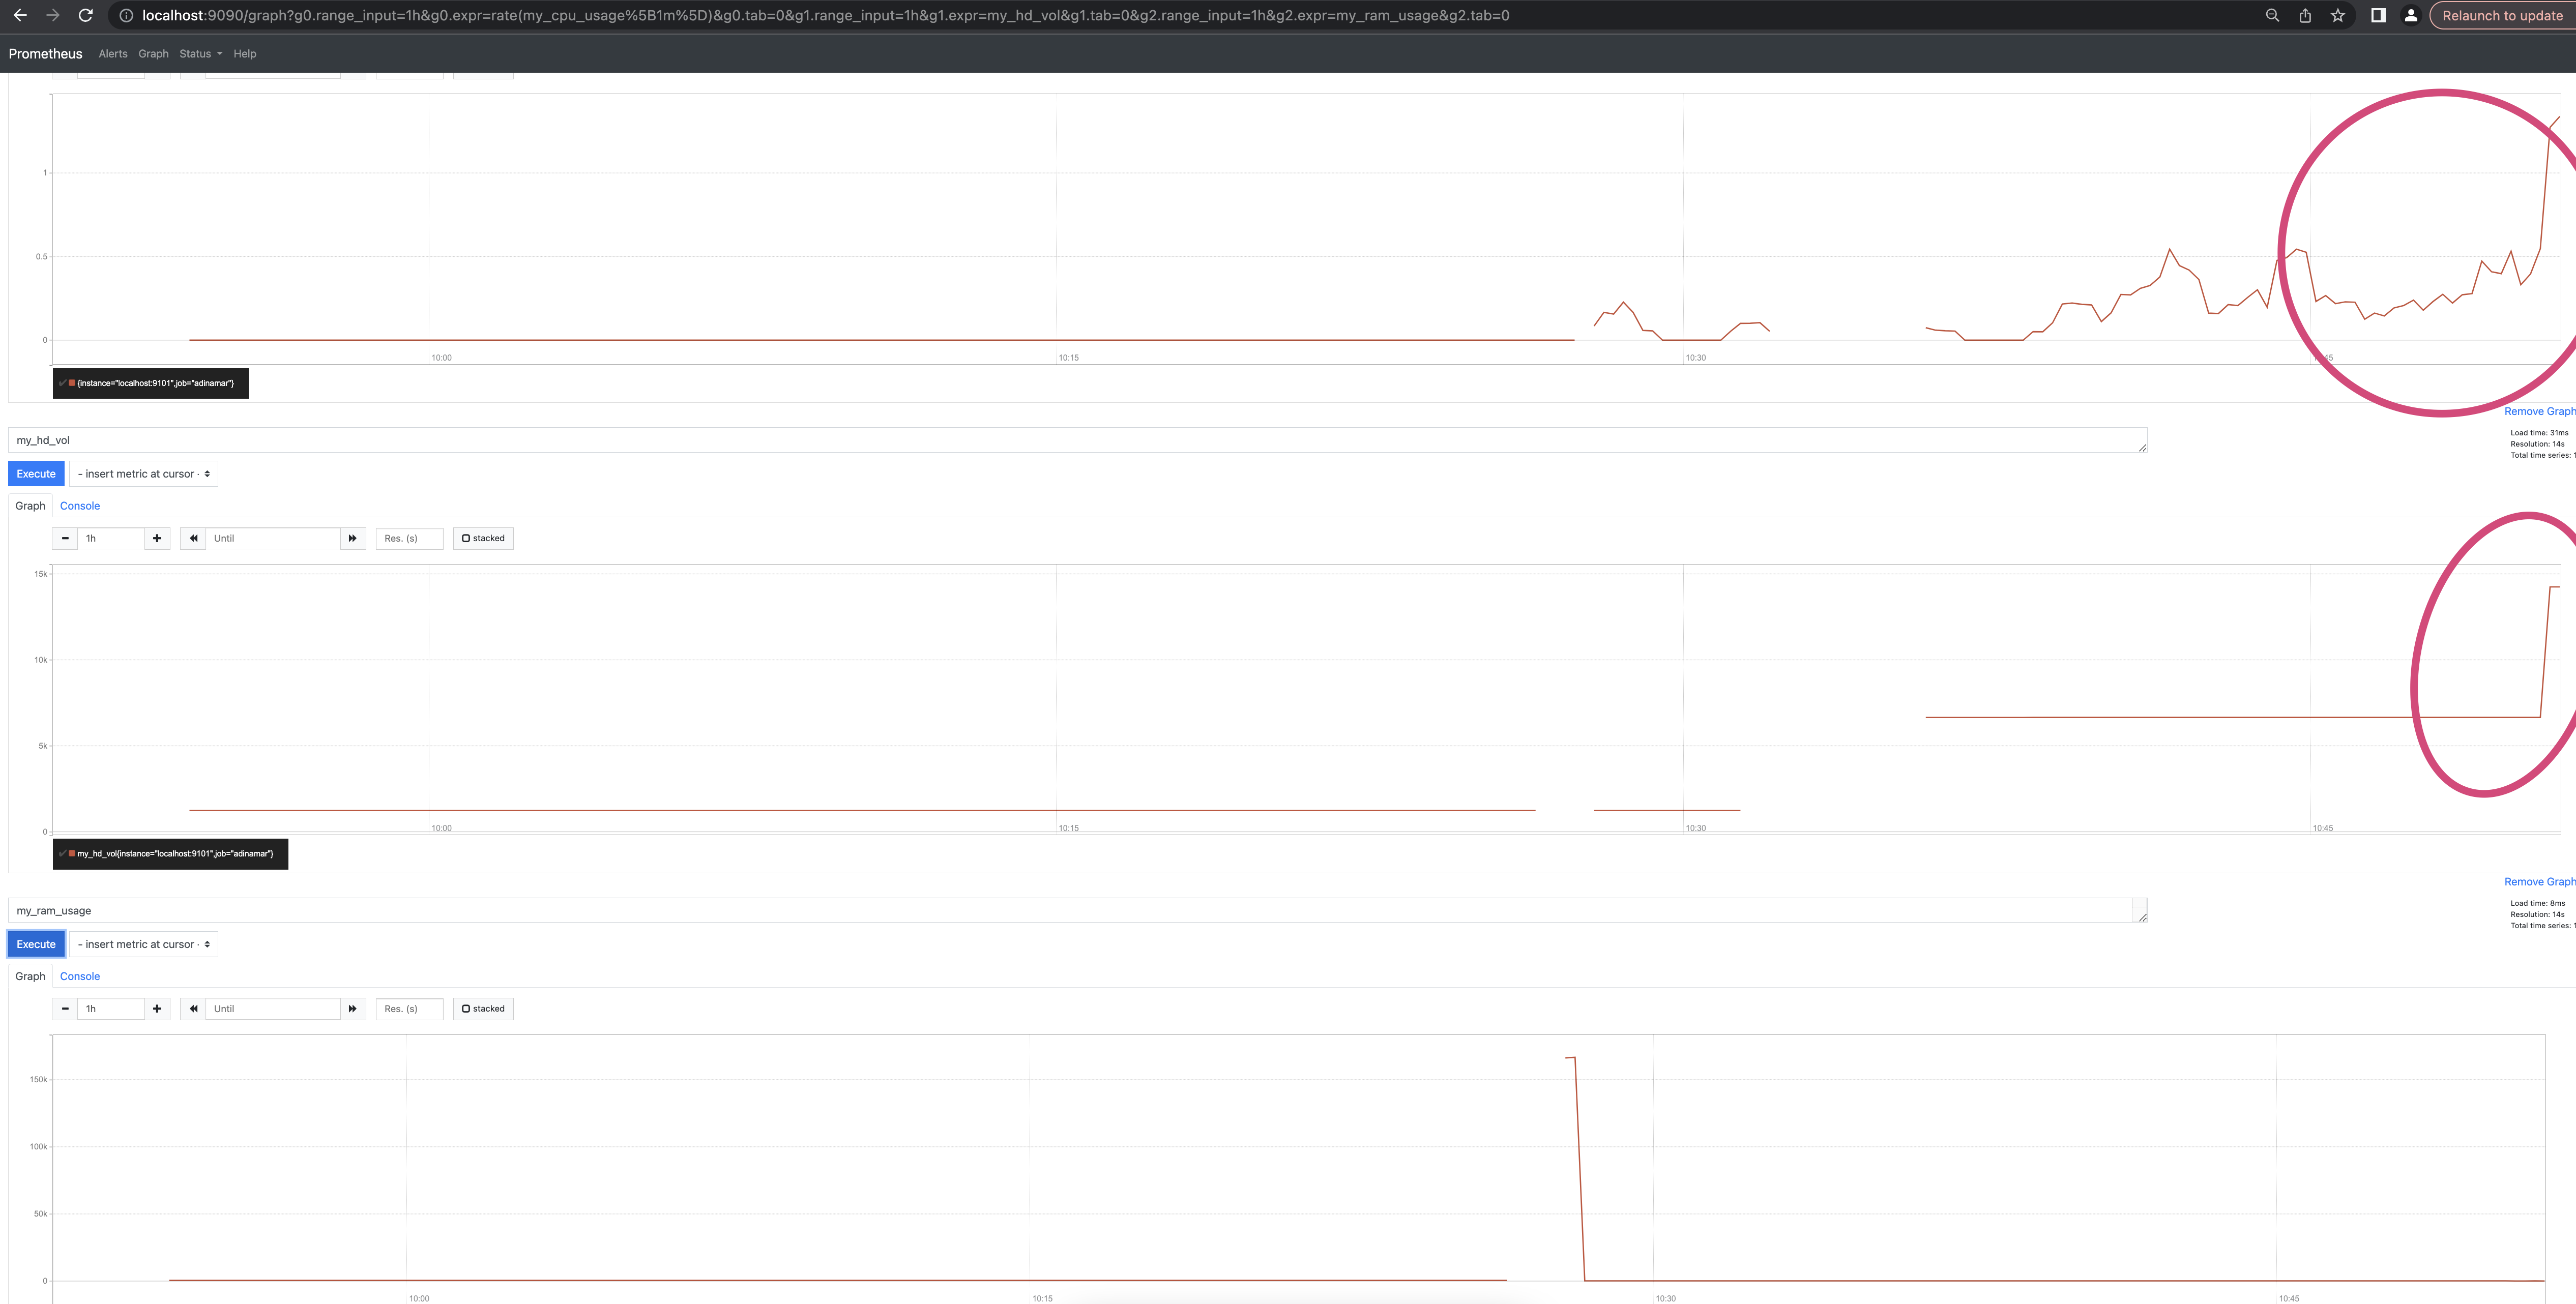 localhost:9090/graph?g0.range_input=1h&g0.expr=rate(my_cpu_usage%5B1m%5D)&g0.tab=0&g1.range_input=1h&g1.expr=my_hd_vol&g1.tab=0&g2.range_input=1h&g2.expr=my_ram_usage&g2.tab=0
Relaunch to update
Prometheus Alerts Graph Status Help
1
0.5
0
10:00 10:15 10:30 10:45
{instance="localhost:9101",job="adinamar"}
Remove Graph
my_hd_vol
Load time: 31ms
Resolution: 14s
Total time series: 1
Execute - insert metric at cursor -
Graph Console
1h Until Res. (s) stacked
15k
10k
5k
0
10:00 10:15 10:30 10:45
my_hd_vol{instance="localhost:9101",job="adinamar"}
Remove Graph
my_ram_usage
Load time: 8ms
Resolution: 14s
Total time series: 1
Execute - insert metric at cursor -
Graph Console
1h Until Res. (s) stacked
150k
100k
50k
0
10:00 10:15 10:30 10:45